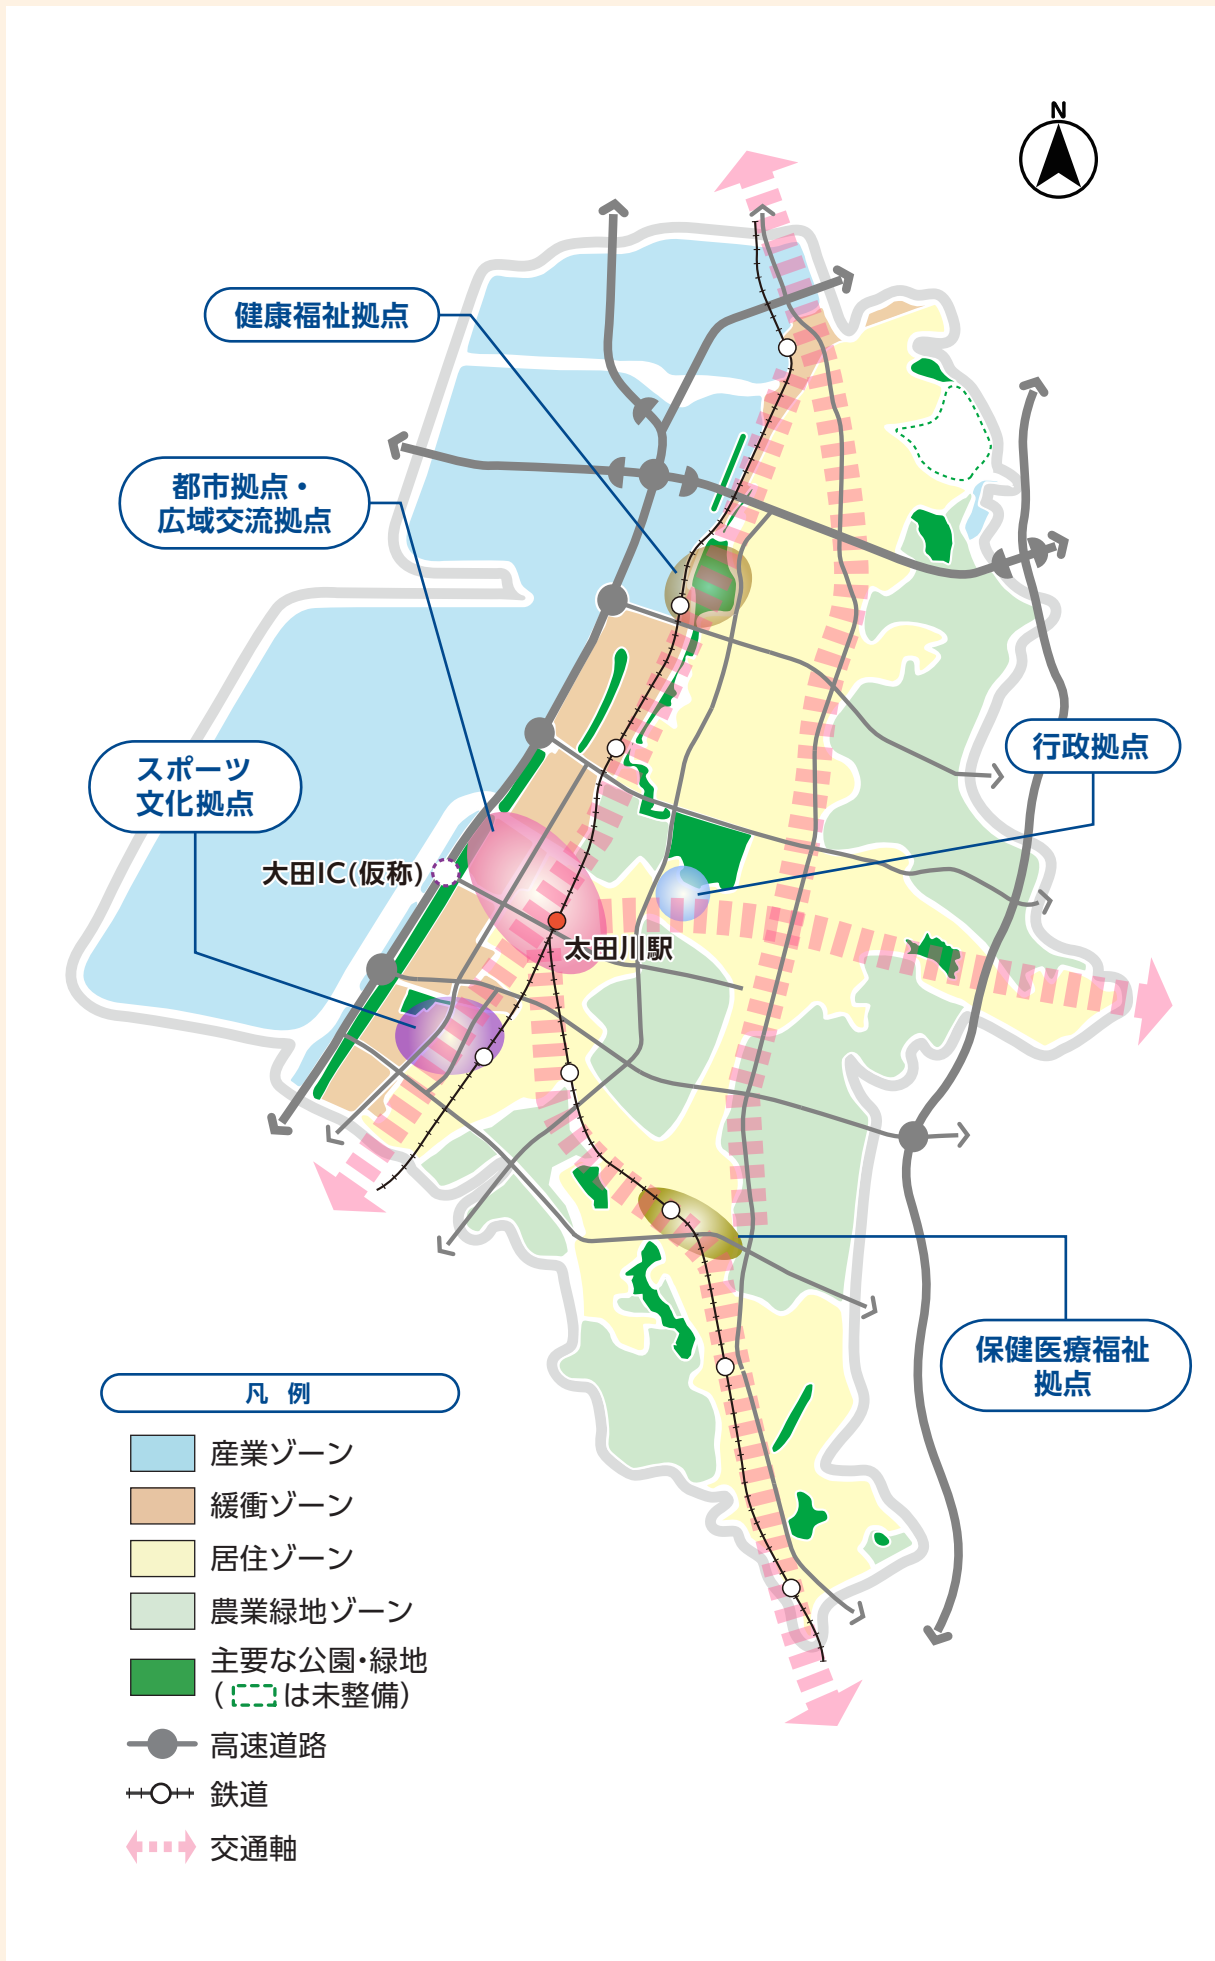 N
健康福祉拠点
都市拠点・
広域交流拠点
行政拠点
スポーツ
文化拠点
大田IC(仮称)
太田川駅
保健医療福祉
拠点
凡 例
産業ゾーン
緩衝ゾーン
居住ゾーン
農業緑地ゾーン
主要な公園・緑地
( は未整備)
高速道路
鉄道
交通軸